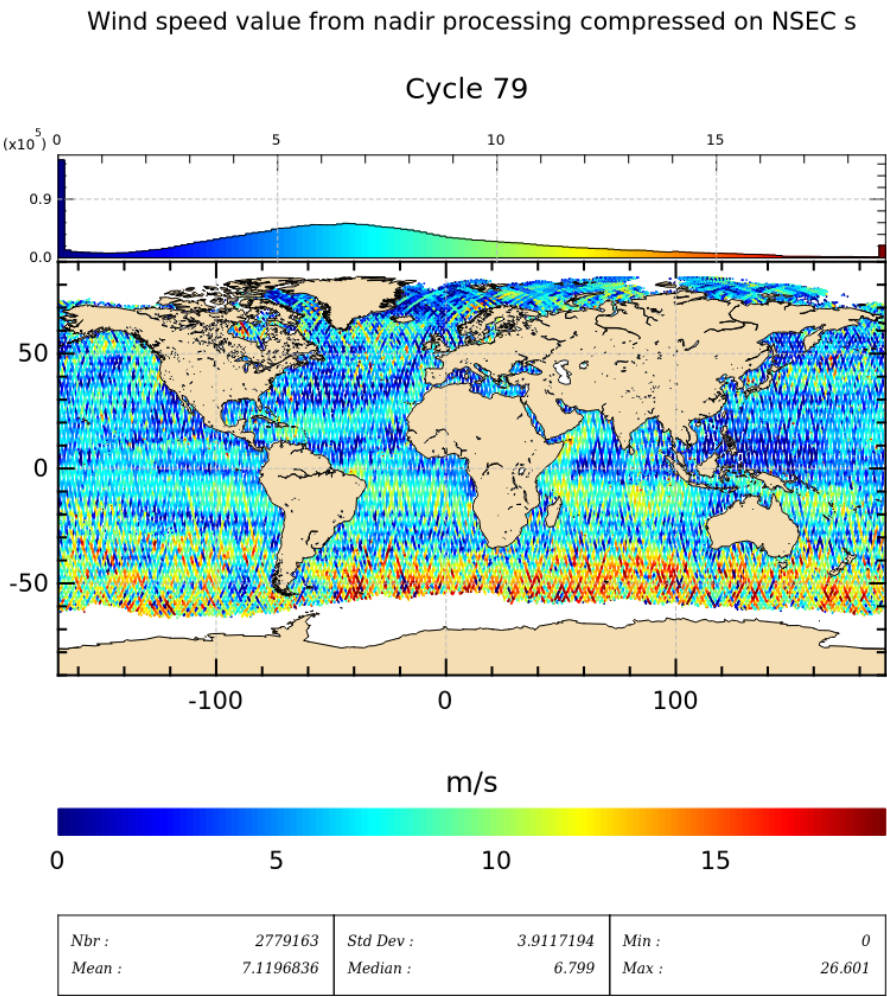 Wind speed value from nadir processing compressed on NSEC s
Cycle 79
(x10^5) 0 5 10 15
0.9
0.0
50
0
-50
-100 0 100
m/s
0 5 10 15
Nbr : 2779163 Std Dev : 3.9117194 Min : 0
Mean : 7.1196836 Median : 6.799 Max : 26.601